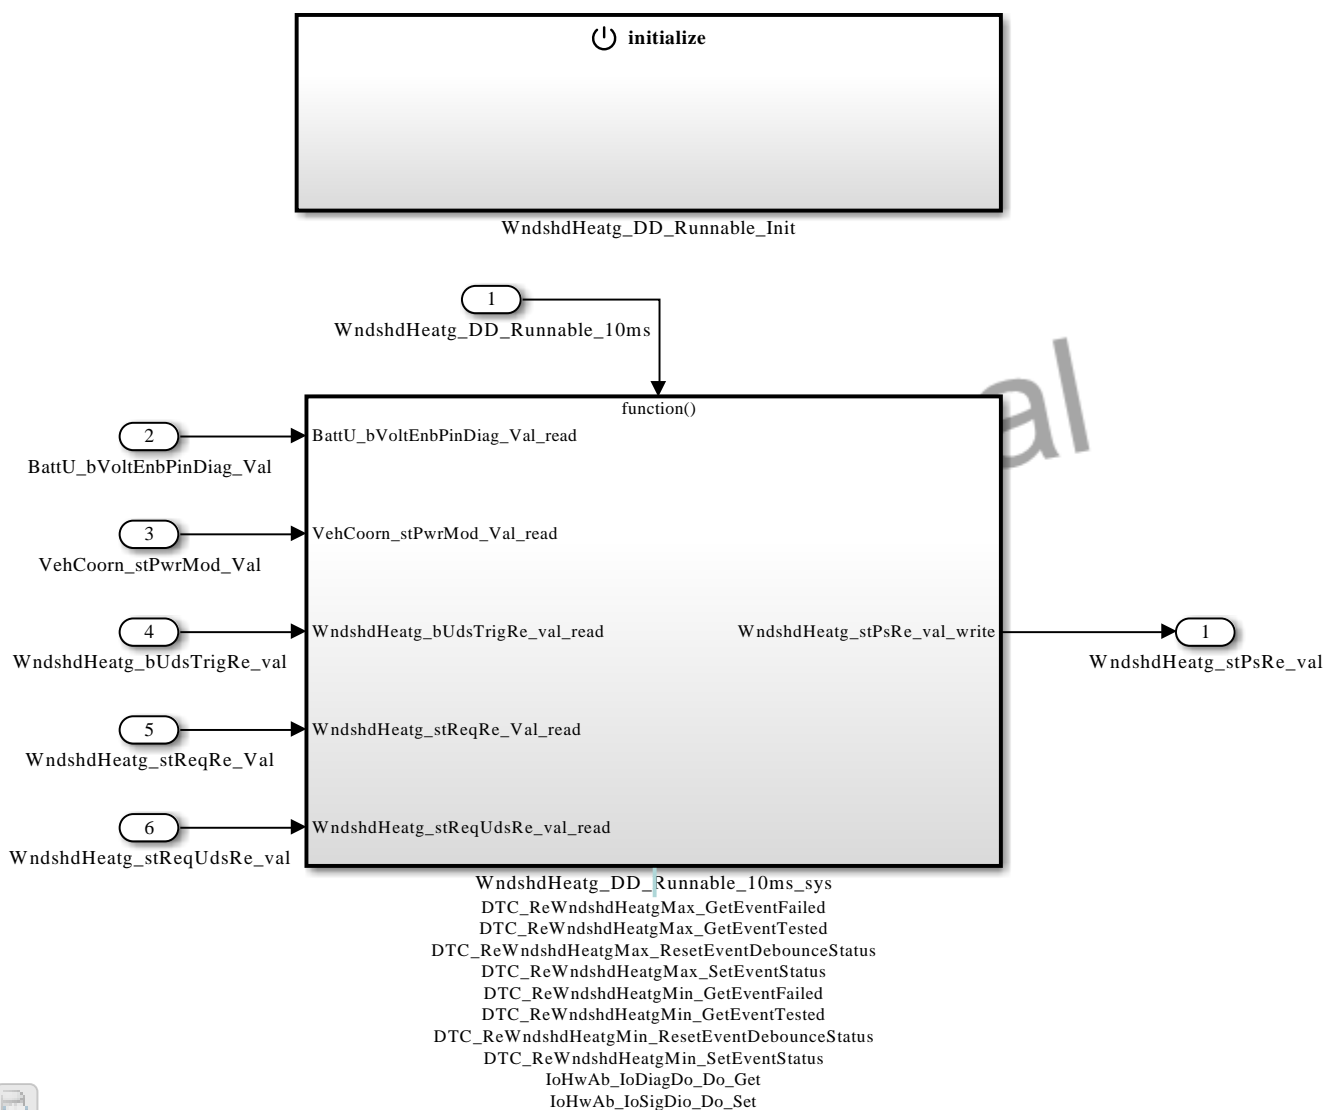 initialize
WndshdHeatg_DD_Runnable_Init
1
WndshdHeatg_DD_Runnable_10ms
function()
2
BattU_bVoltEnbPinDiag_Val_read
BattU_bVoltEnbPinDiag_Val
3
VehCoorn_stPwrMod_Val_read
VehCoorn_stPwrMod_Val
4
WndshdHeatg_bUdsTrigRe_val_read
WndshdHeatg_stPsRe_val_write
1
WndshdHeatg_bUdsTrigRe_val
WndshdHeatg_stPsRe_val
5
WndshdHeatg_stReqRe_Val_read
WndshdHeatg_stReqRe_Val
6
WndshdHeatg_stReqUdsRe_val_read
WndshdHeatg_stReqUdsRe_val
WndshdHeatg_DD_Runnable_10ms_sys
DTC_ReWndshdHeatgMax_GetEventFailed
DTC_ReWndshdHeatgMax_GetEventTested
DTC_ReWndshdHeatgMax_ResetEventDebounceStatus
DTC_ReWndshdHeatgMax_SetEventStatus
DTC_ReWndshdHeatgMin_GetEventFailed
DTC_ReWndshdHeatgMin_GetEventTested
DTC_ReWndshdHeatgMin_ResetEventDebounceStatus
DTC_ReWndshdHeatgMin_SetEventStatus
IoHwAb_IoDiagDo_Do_Get
IoHwAb_IoSigDio_Do_Set